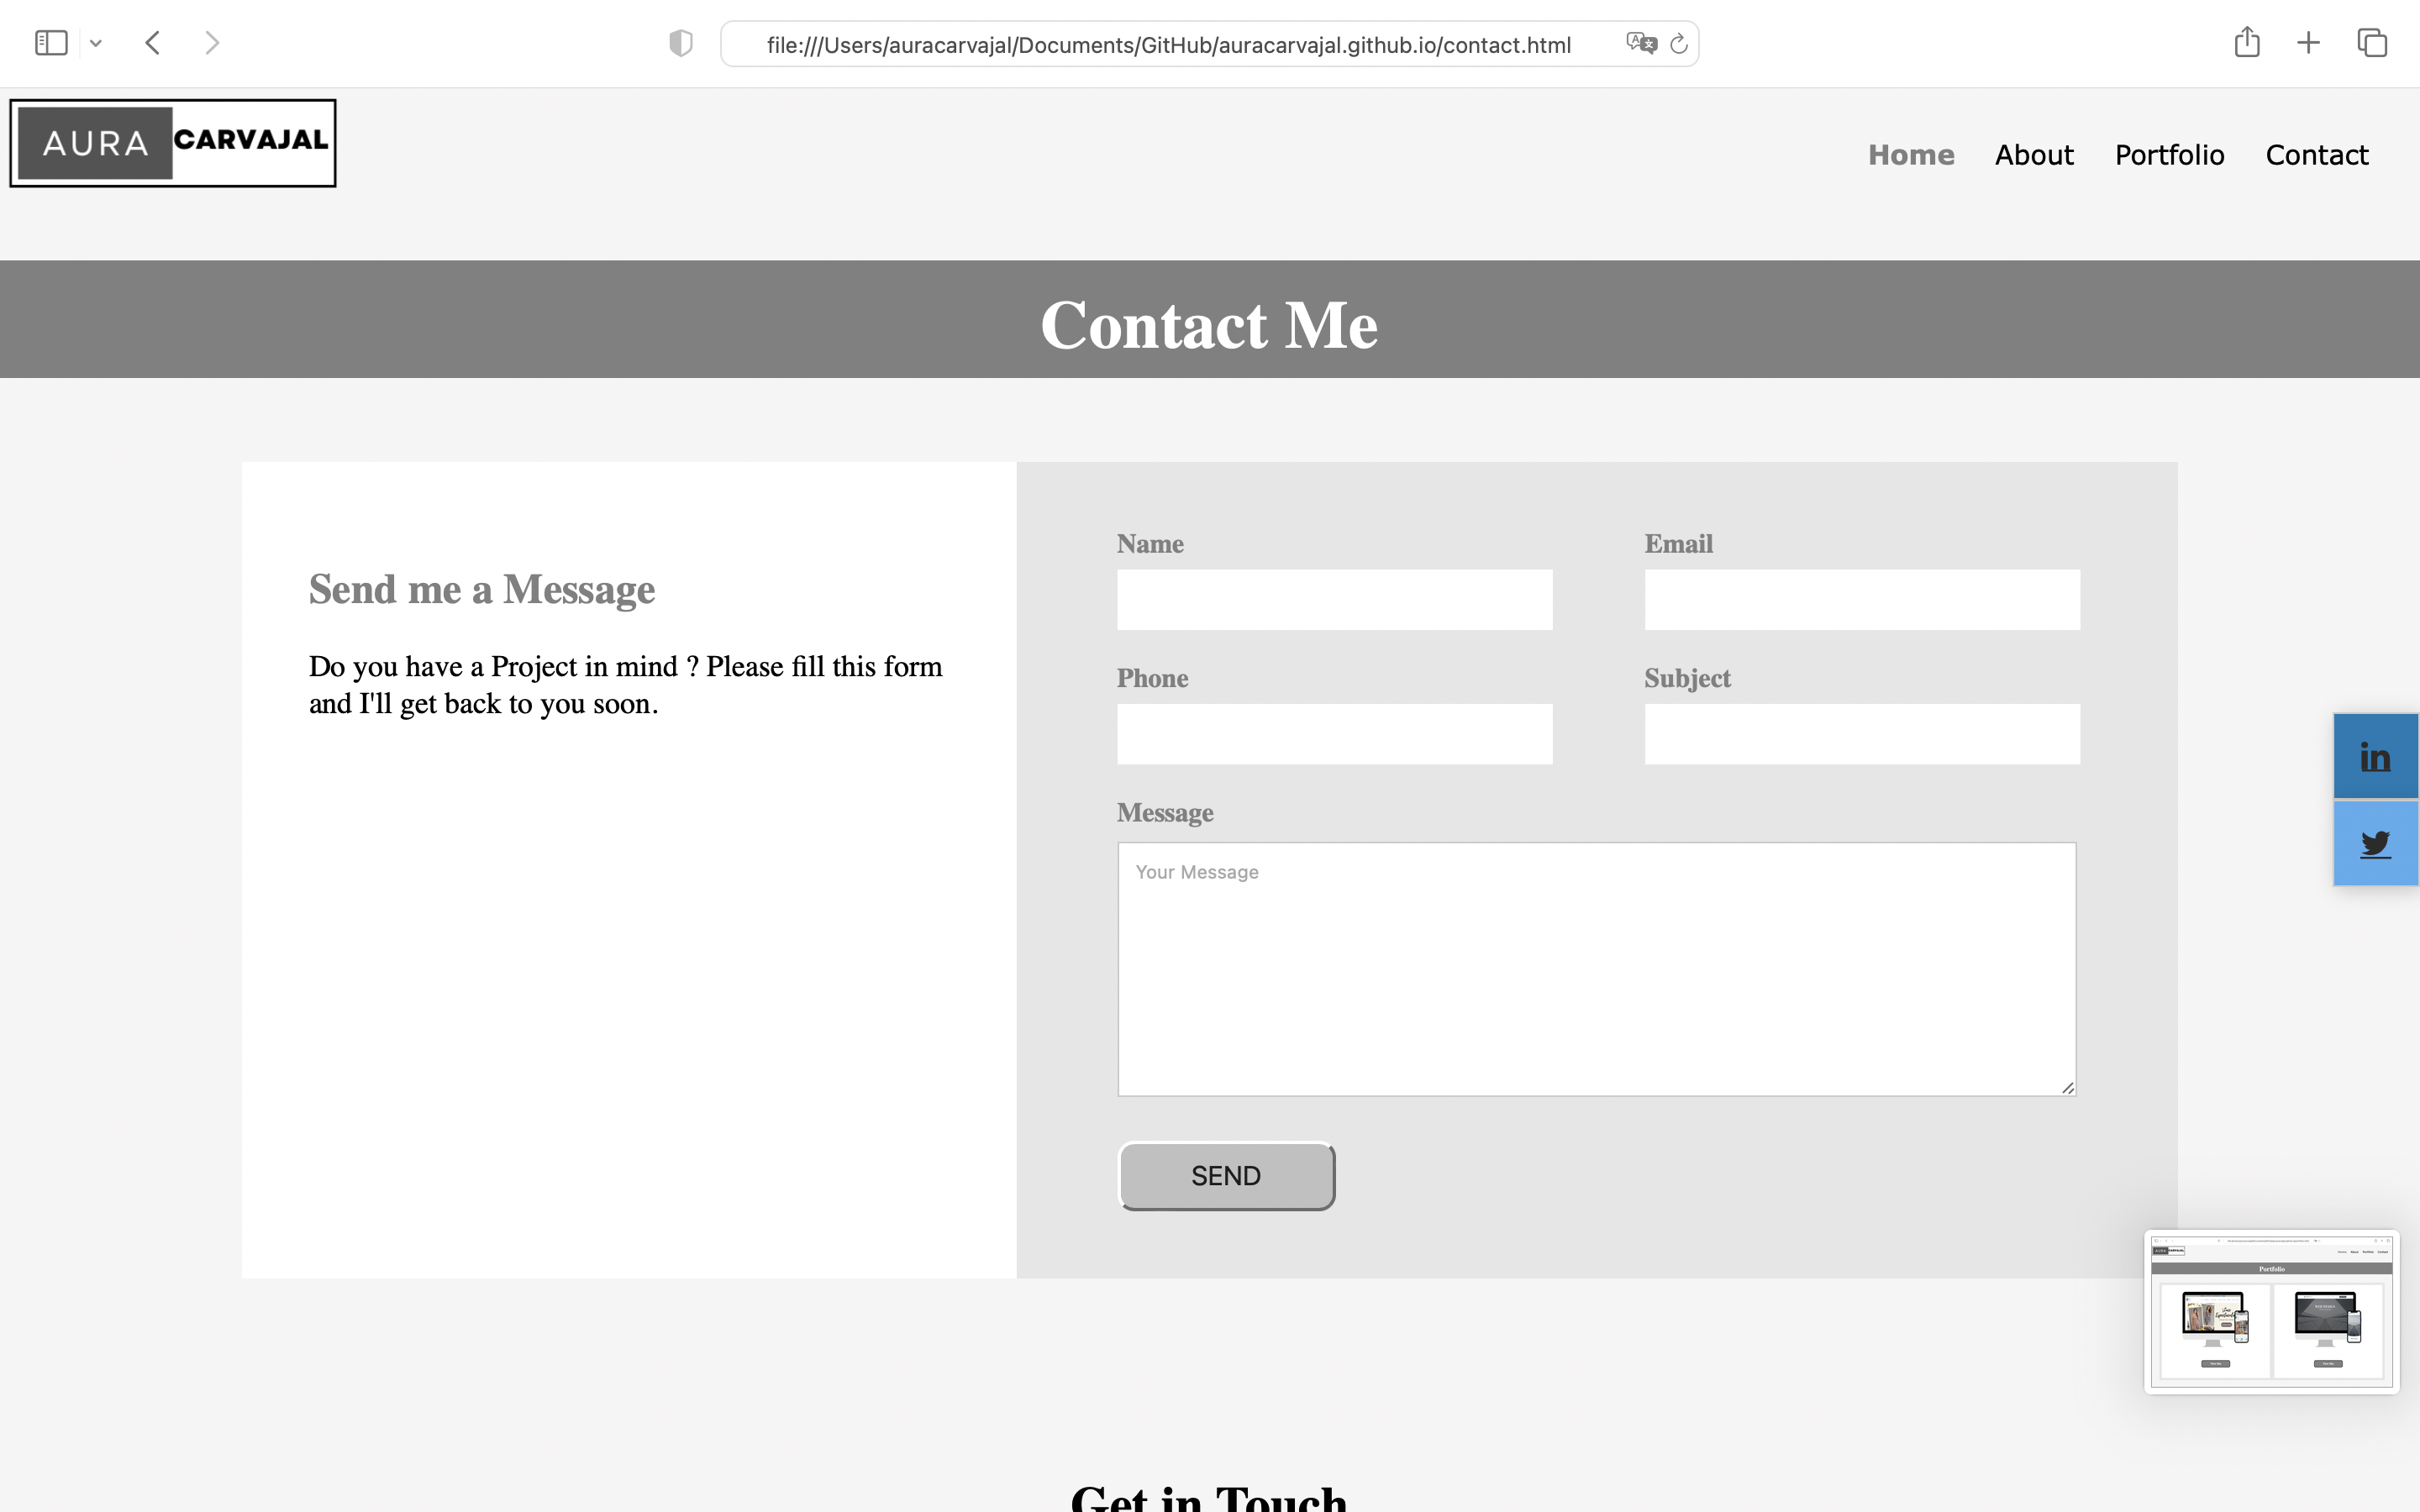 file:///Users/auracarvajal/Documents/GitHub/auracarvajal.github.io/contact.html
AURA CARVAJAL
Home About Portfolio Contact
Contact Me
Send me a Message
Do you have a Project in mind ? Please fill this form
and I'll get back to you soon.
Name Email
Phone Subject
Message
Your Message
SEND
in
Portfolio
Get in Touch